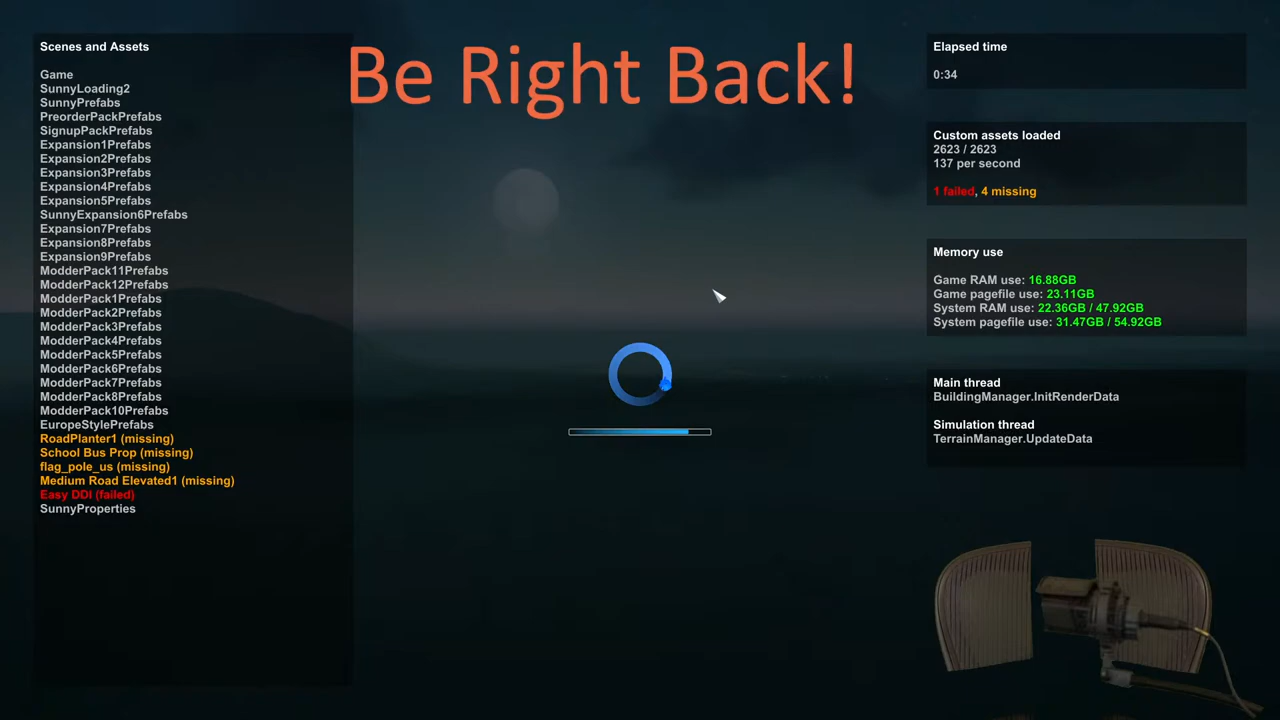 Be Right Back!
Scenes and Assets
Game
SunnyLoading2
SunnyPrefabs
PreorderPackPrefabs
SignupPackPrefabs
Expansion1Prefabs
Expansion2Prefabs
Expansion3Prefabs
Expansion4Prefabs
Expansion5Prefabs
SunnyExpansion6Prefabs
Expansion7Prefabs
Expansion8Prefabs
Expansion9Prefabs
ModderPack11Prefabs
ModderPack12Prefabs
ModderPack1Prefabs
ModderPack2Prefabs
ModderPack3Prefabs
ModderPack4Prefabs
ModderPack5Prefabs
ModderPack6Prefabs
ModderPack7Prefabs
ModderPack8Prefabs
ModderPack10Prefabs
EuropeStylePrefabs
RoadPlanter1 (missing)
School Bus Prop (missing)
flag_pole_us (missing)
Medium Road Elevated1 (missing)
Easy DDI (failed)
SunnyProperties
Elapsed time
0:34
Custom assets loaded
2623 / 2623
137 per second
1 failed, 4 missing
Memory use
Game RAM use: 16.88GB
Game pagefile use: 23.11GB
System RAM use: 22.36GB / 47.92GB
System pagefile use: 31.47GB / 54.92GB
Main thread
BuildingManager.InitRenderData
Simulation thread
TerrainManager.UpdateData